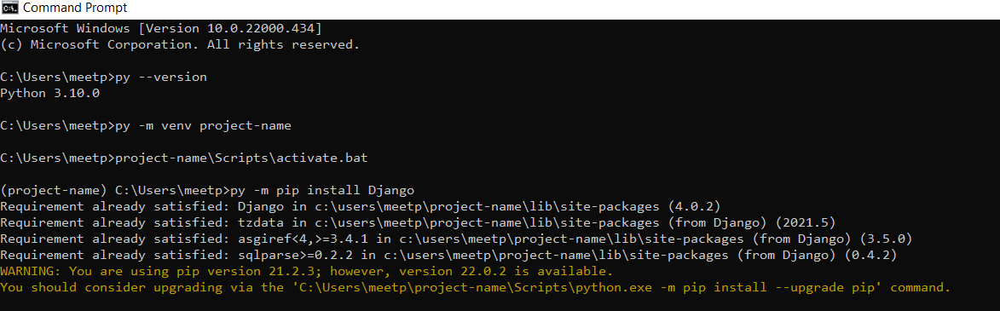 Command Prompt
Microsoft Windows [Version 10.0.22000.434]
(c) Microsoft Corporation. All rights reserved.
C:\Users\meetp>py --version
Python 3.10.0
C:\Users\meetp>py -m venv project-name
C:\Users\meetp>project-name\Scripts\activate.bat
(project-name) C:\Users\meetp>py -m pip install Django
Requirement already satisfied: Django in c:\users\meetp\project-name\lib\site-packages (4.0.2)
Requirement already satisfied: tzdata in c:\users\meetp\project-name\lib\site-packages (from Django) (2021.5)
Requirement already satisfied: asgiref<4,>=3.4.1 in c:\users\meetp\project-name\lib\site-packages (from Django) (3.5.0)
Requirement already satisfied: sqlparse>=0.2.2 in c:\users\meetp\project-name\lib\site-packages (from Django) (0.4.2)
WARNING: You are using pip version 21.2.3; however, version 22.0.2 is available.
You should consider upgrading via the 'C:\Users\meetp\project-name\Scripts\python.exe -m pip install --upgrade pip' command.